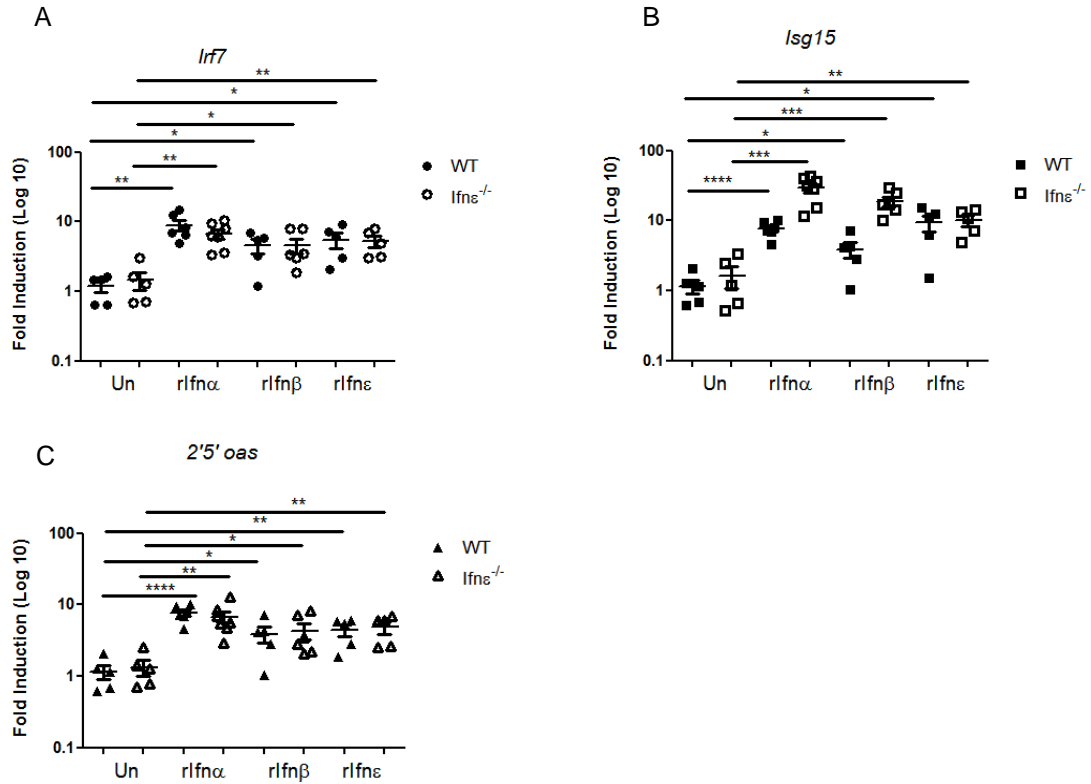 A
Irf7
**
*
*
*
**
**
Fold Induction (Log 10)
100
10
1
0.1
Un rIfnα rIfnβ rIfnε
WT
Ifnε-/-
B
Isg15
**
*
***
*
***
****
Fold Induction (Log 10)
100
10
1
0.1
Un rIfnα rIfnβ rIfnε
WT
Ifnε-/-
C
2'5' oas
**
**
*
*
**
****
Fold Induction (Log 10)
100
10
1
0.1
Un rIfnα rIfnβ rIfnε
WT
Ifnε-/-